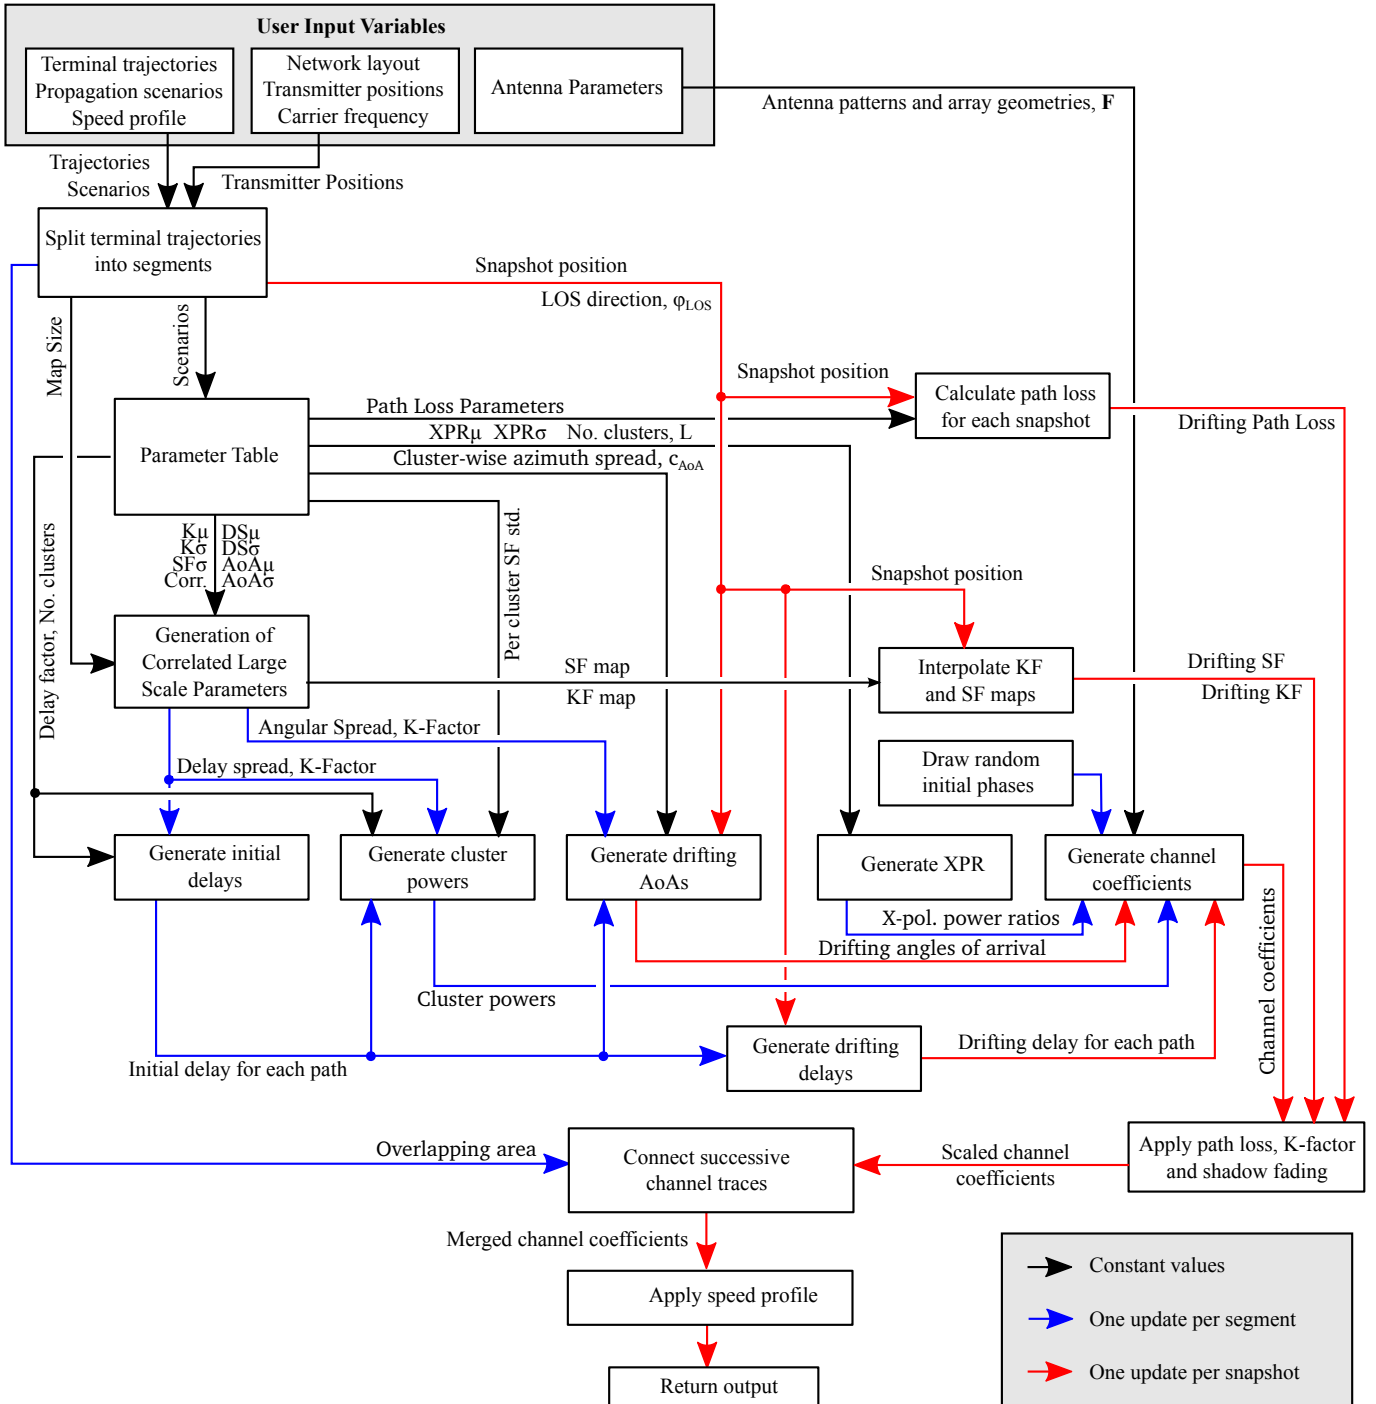 User Input Variables
Terminal trajectories
Propagation scenarios
Speed profile
Network layout
Transmitter positions
Carrier frequency
Antenna Parameters
Antenna patterns and array geometries, F
Trajectories
Scenarios
Transmitter Positions
Split terminal trajectories
into segments
Snapshot position
LOS direction, φLOS
Map Size
Scenarios
Snapshot position
Calculate path loss
for each snapshot
Drifting Path Loss
Parameter Table
Path Loss Parameters
XPRμ XPRσ No. clusters, L
Cluster-wise azimuth spread, cAoA
Kμ DSμ
Kσ DSσ
SFσ AoAμ
Corr. AoAσ
Delay factor, No. clusters
Per cluster SF std.
Snapshot position
Generation of
Correlated Large
Scale Parameters
SF map
KF map
Interpolate KF
and SF maps
Drifting SF
Drifting KF
Angular Spread, K-Factor
Delay spread, K-Factor
Draw random
initial phases
Generate initial
delays
Generate cluster
powers
Generate drifting
AoAs
Generate XPR
Generate channel
coefficients
X-pol. power ratios
Drifting angles of arrival
Cluster powers
Channel coefficients
Initial delay for each path
Generate drifting
delays
Drifting delay for each path
Overlapping area
Connect successive
channel traces
Scaled channel
coefficients
Apply path loss, K-factor
and shadow fading
Merged channel coefficients
Apply speed profile
Return output
Constant values
One update per segment
One update per snapshot